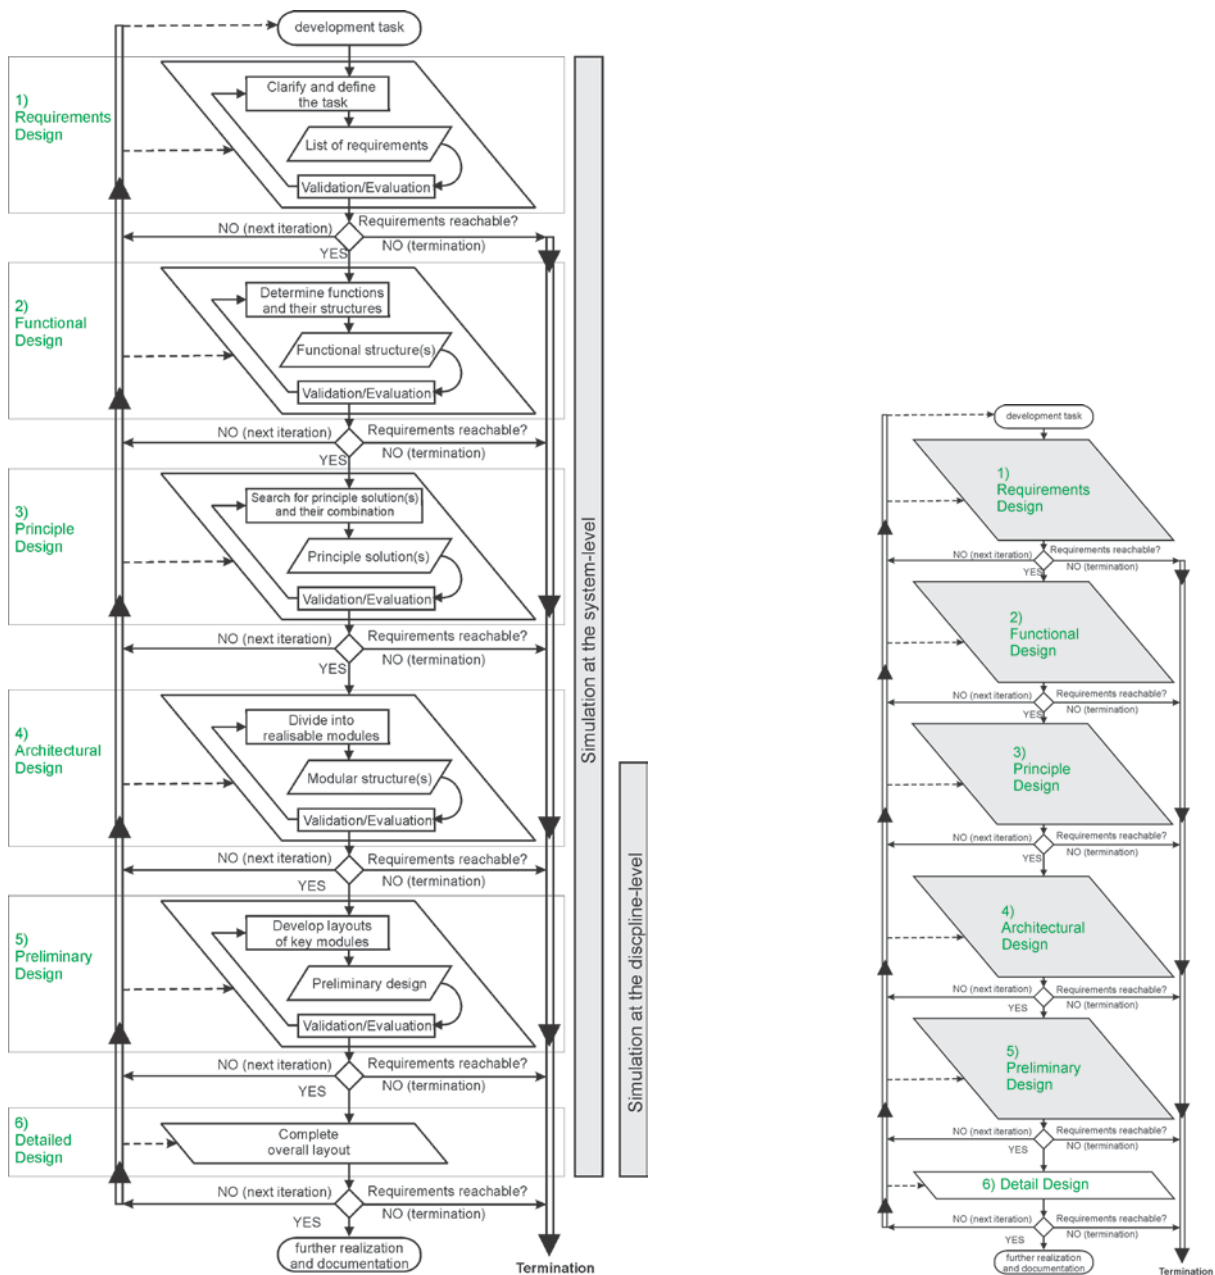 development task
1)
Requirements
Design
Clarify and define
the task
List of requirements
Validation/Evaluation
Requirements reachable?
NO (next iteration)
NO (termination)
YES
2)
Functional
Design
Determine functions
and their structures
Functional structure(s)
Validation/Evaluation
NO (next iteration)
Requirements reachable?
NO (termination)
YES
3)
Principle
Design
Search for principle solution(s)
and their combination
Principle solution(s)
Validation/Evaluation
NO (next iteration)
Requirements reachable?
NO (termination)
YES
4)
Architectural
Design
Divide into
realisable modules
Modular structure(s)
Validation/Evaluation
NO (next iteration)
Requirements reachable?
NO (termination)
YES
5)
Preliminary
Design
Develop layouts
of key modules
Preliminary design
Validation/Evaluation
NO (next iteration)
Requirements reachable?
NO (termination)
YES
6)
Detailed
Design
Complete
overall layout
NO (next iteration)
Requirements reachable?
NO (termination)
YES
further realization
and documentation
Termination
Simulation at the system-level
Simulation at the discpline-level
development task
1)
Requirements
Design
Requirements reachable?
NO (next iteration)
NO (termination)
YES
2)
Functional
Design
NO (next iteration)
Requirements reachable?
NO (termination)
YES
3)
Principle
Design
NO (next iteration)
Requirements reachable?
NO (termination)
YES
4)
Architectural
Design
NO (next iteration)
Requirements reachable?
NO (termination)
YES
5)
Preliminary
Design
NO (next iteration)
Requirements reachable?
NO (termination)
YES
6) Detail Design
NO (next iteration)
Requirements reachable?
NO (termination)
YES
further realization
and documentation
Termination